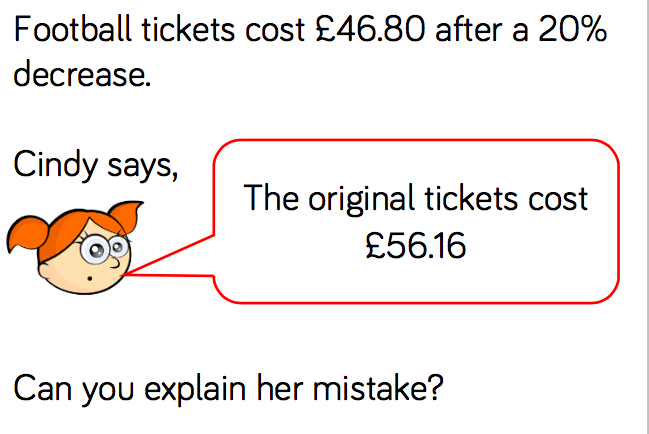 Football tickets cost £46.80 after a 20%
decrease.
Cindy says,
The original tickets cost
£56.16
Can you explain her mistake?